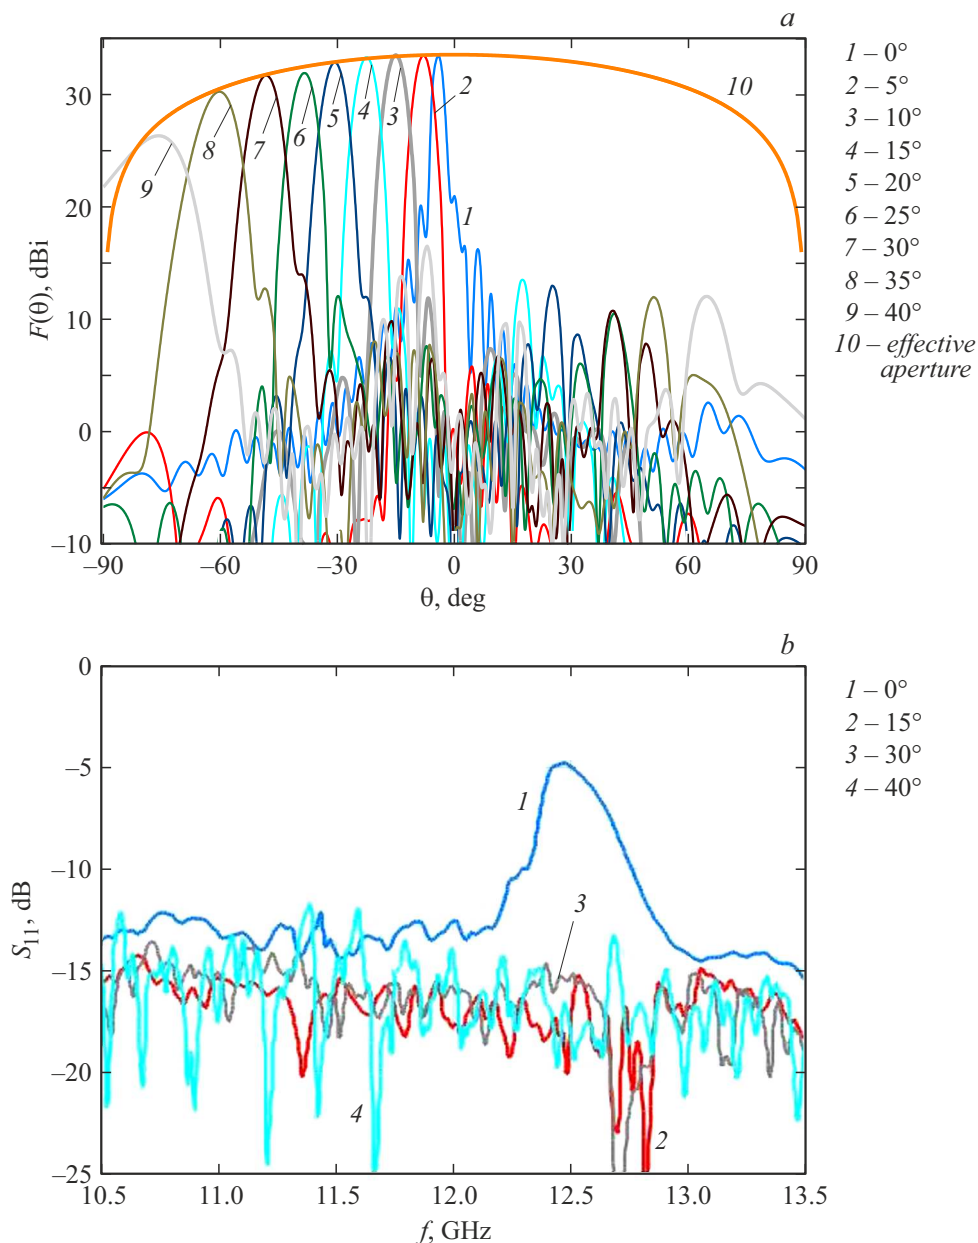 a
F(θ), dBi
30
20
10
0
−10
−90
−60
−30
0
30
60
90
θ, deg
9
8
7
6
5
4
3
2
1
10
1 – 0°
2 – 5°
3 – 10°
4 – 15°
5 – 20°
6 – 25°
7 – 30°
8 – 35°
9 – 40°
10 – effective
aperture
b
S11, dB
0
−5
−10
−15
−20
−25
10.5
11.0
11.5
12.0
12.5
13.0
13.5
f, GHz
1
3
4
2
1 – 0°
2 – 15°
3 – 30°
4 – 40°